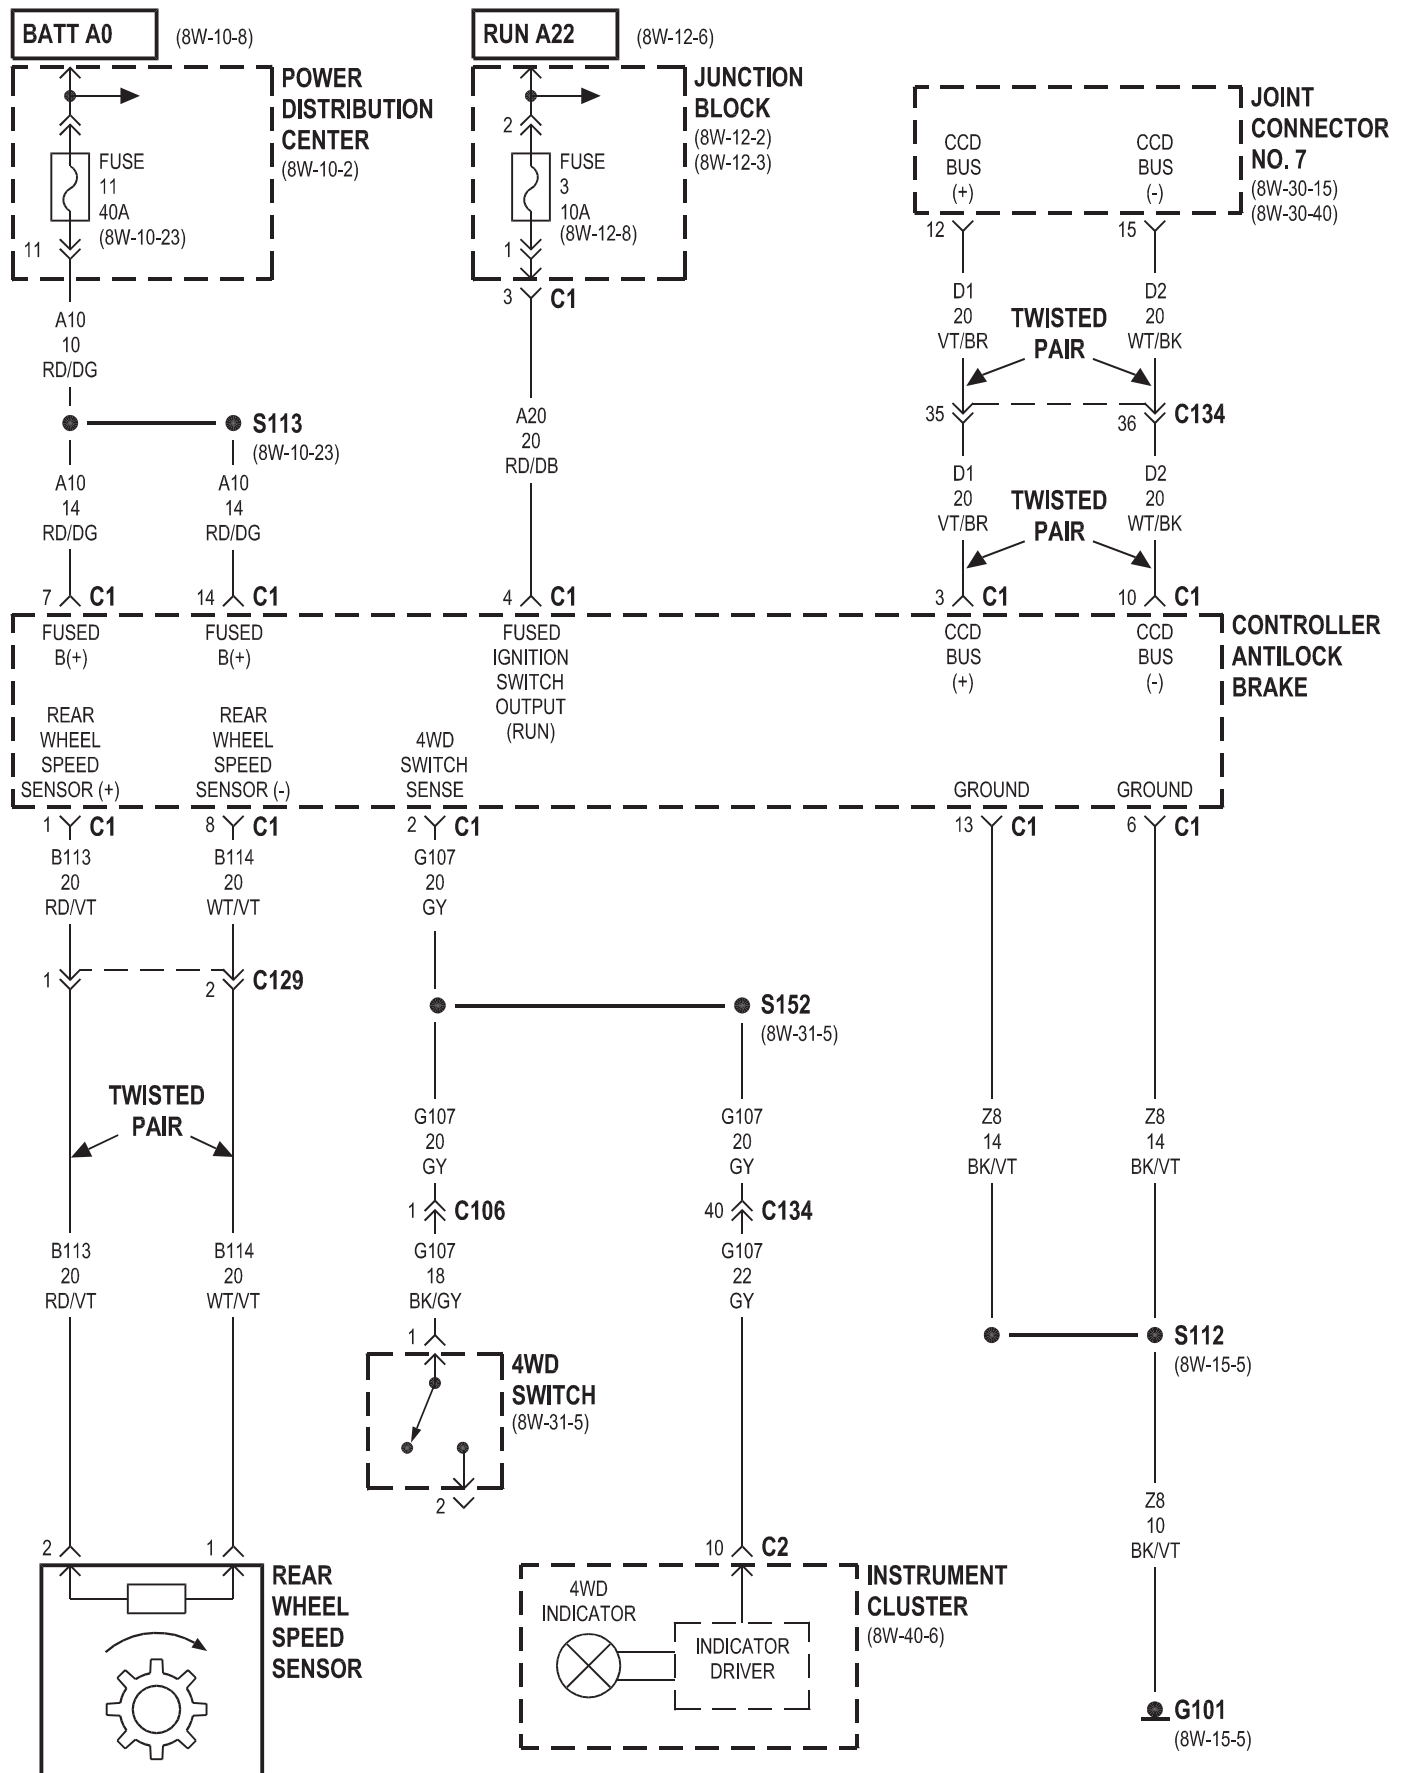 BATT A0
(8W-10-8)
RUN A22
(8W-12-6)
POWER
DISTRIBUTION
CENTER
(8W-10-2)
FUSE
11
40A
(8W-10-23)
11
JUNCTION
BLOCK
(8W-12-2)
(8W-12-3)
2
FUSE
3
10A
(8W-12-8)
1
3
C1
JOINT
CONNECTOR
NO. 7
(8W-30-15)
(8W-30-40)
CCD
BUS
(+)
CCD
BUS
(-)
12
15
A10
10
RD/DG
D1
20
VT/BR
TWISTED
PAIR
D2
20
WT/BK
S113
(8W-10-23)
A20
20
RD/DB
35
36
C134
A10
14
RD/DG
A10
14
RD/DG
D1
20
VT/BR
TWISTED
PAIR
D2
20
WT/BK
7
C1
14
C1
4
C1
3
C1
10
C1
CONTROLLER
ANTILOCK
BRAKE
FUSED
B(+)
FUSED
B(+)
FUSED
IGNITION
SWITCH
OUTPUT
(RUN)
CCD
BUS
(+)
CCD
BUS
(-)
REAR
WHEEL
SPEED
SENSOR (+)
REAR
WHEEL
SPEED
SENSOR (-)
4WD
SWITCH
SENSE
GROUND
GROUND
1
C1
8
C1
2
C1
13
C1
6
C1
B113
20
RD/VT
B114
20
WT/VT
G107
20
GY
1
2
C129
S152
(8W-31-5)
TWISTED
PAIR
G107
20
GY
G107
20
GY
Z8
14
BK/VT
Z8
14
BK/VT
1
C106
40
C134
B113
20
RD/VT
B114
20
WT/VT
G107
18
BK/GY
G107
22
GY
1
4WD
SWITCH
(8W-31-5)
2
S112
(8W-15-5)
Z8
10
BK/VT
2
1
REAR
WHEEL
SPEED
SENSOR
10
C2
INSTRUMENT
CLUSTER
(8W-40-6)
4WD
INDICATOR
INDICATOR
DRIVER
G101
(8W-15-5)